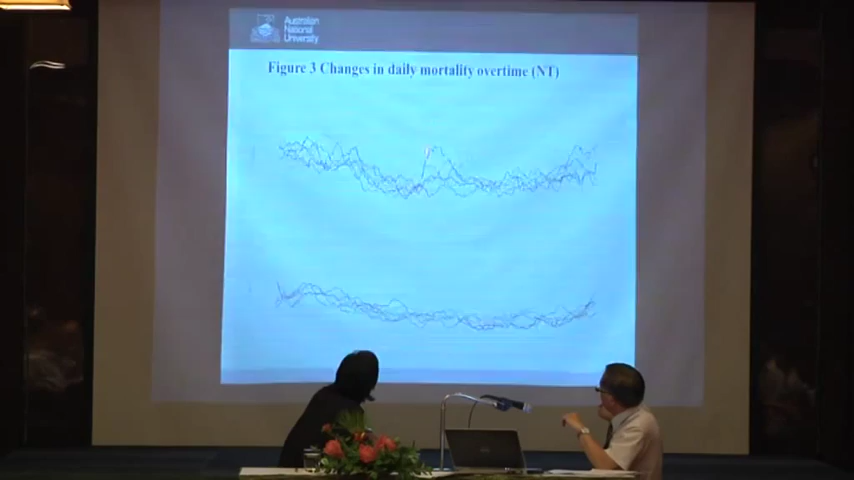 Australian
National
University
Figure 3 Changes in daily mortality overtime (NT)